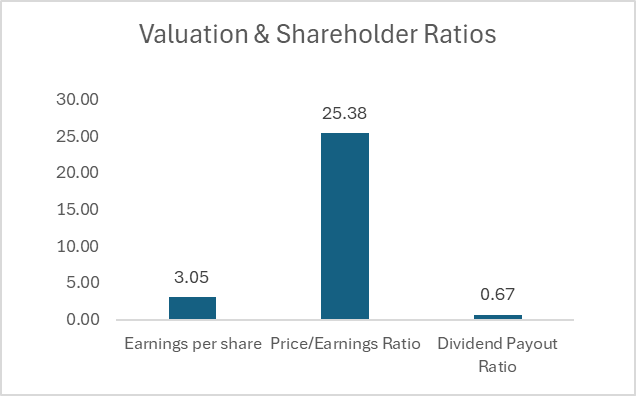 Valuation & Shareholder Ratios
30.00
25.00
20.00
15.00
10.00
5.00
0.00
3.05
25.38
0.67
Earnings per share
Price/Earnings Ratio
Dividend Payout
Ratio